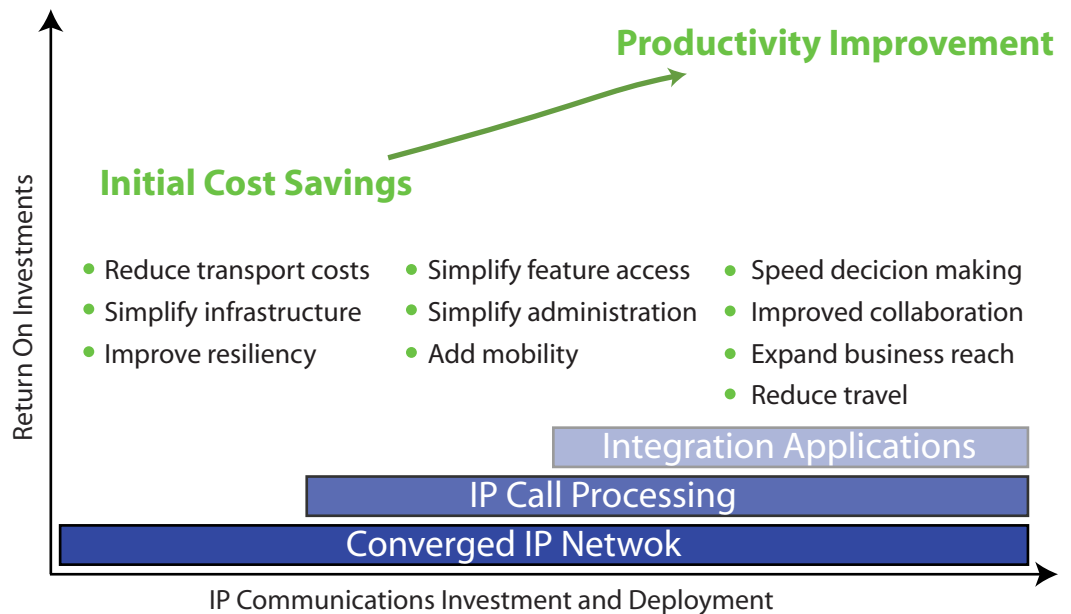 Productivity Improvement
Initial Cost Savings
Return On Investments
• Reduce transport costs
• Simplify infrastructure
• Improve resiliency
• Simplify feature access
• Simplify administration
• Add mobility
• Speed decicion making
• Improved collaboration
• Expand business reach
• Reduce travel
Integration Applications
IP Call Processing
Converged IP Netwok
IP Communications Investment and Deployment